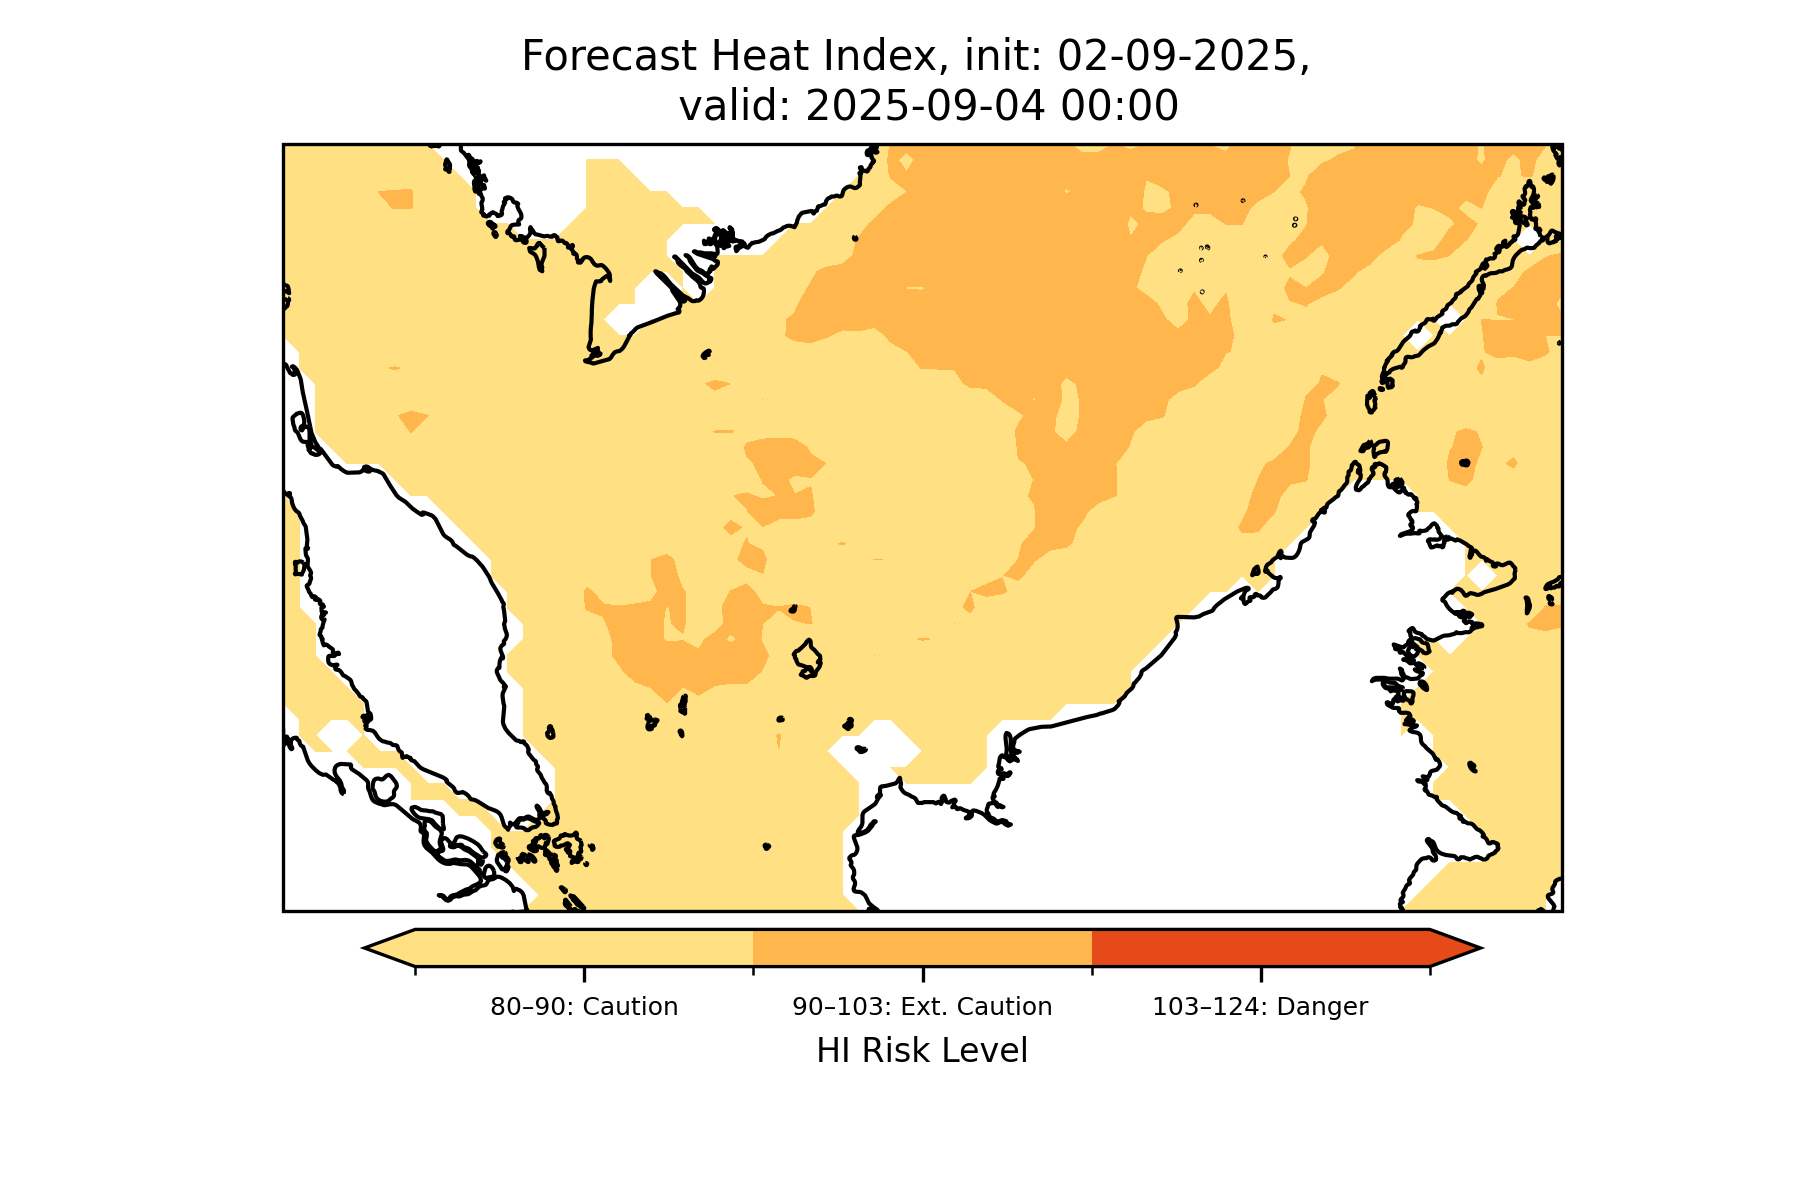 Forecast Heat Index, init: 02-09-2025,
valid: 2025-09-04 00:00
80–90: Caution
90–103: Ext. Caution
103–124: Danger
HI Risk Level